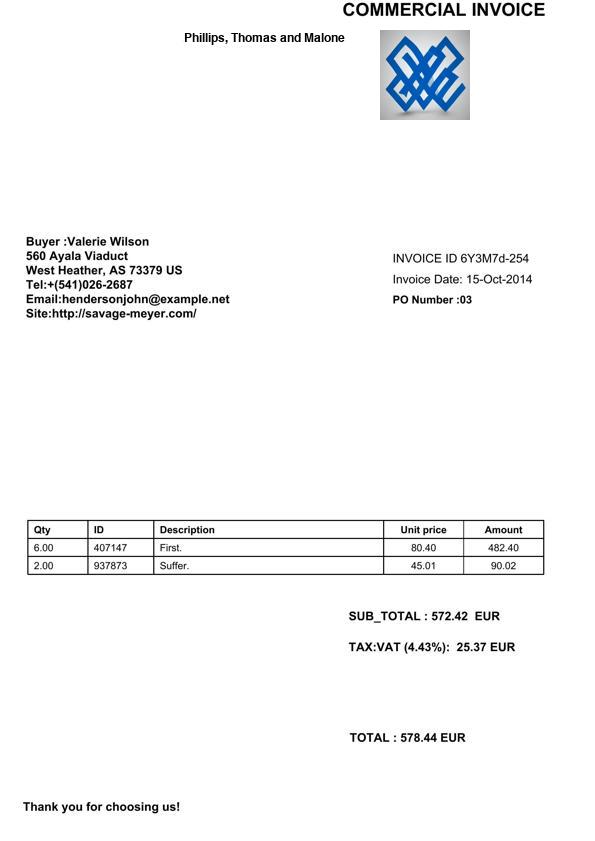 COMMERCIAL INVOICE
Phillips, Thomas and Malone
Buyer :Valerie Wilson
560 Ayala Viaduct
West Heather, AS 73379 US
Tel:+(541)026-2687
Email:hendersonjohn@example.net
Site:http://savage-meyer.com/
INVOICE ID 6Y3M7d-254
Invoice Date: 15-Oct-2014
PO Number :03
Qty ID Description Unit price Amount
6.00 407147 First. 80.40 482.40
2.00 937873 Suffer. 45.01 90.02
SUB_TOTAL : 572.42 EUR
TAX:VAT (4.43%): 25.37 EUR
TOTAL : 578.44 EUR
Thank you for choosing us!